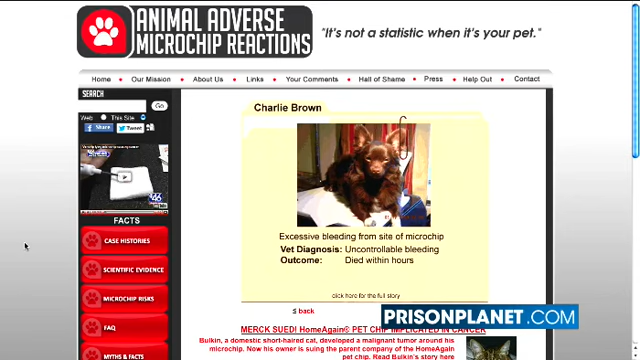 ANIMAL ADVERSE
MICROCHIP REACTIONS
"It's not a statistic when it's your pet."
Home • Our Mission • About Us • Links • Your Comments • Hall of Shame • Press • Help Out • Contact
SEARCH
Go
Web This Site
Share Tweet
FACTS
CASE HISTORIES
SCIENTIFIC EVIDENCE
MICROCHIP RISKS
FAQ
MYTHS & FACTS
Charlie Brown
Excessive bleeding from site of microchip
Vet Diagnosis: Uncontrollable bleeding
Outcome: Died within hours
click here for the full story
back
MERCK SUED! HomeAgain® PET CHIP IMPLICATED IN CANCER
Bulkin, a domestic short-haired cat, developed a malignant tumor around his
microchip. Now his owner is suing the parent company of the HomeAgain
pet chip. Read Bulkin's story here
PRISONPLANET.COM